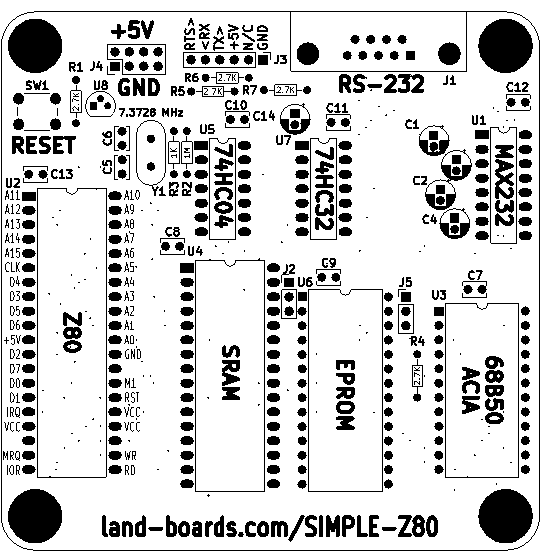 +5V
J4
GND
RTS>
<RX
TX>
+5V
N/C
GND
J3
RS-232
J1
R1
2.7K
SW1
RESET
U8
R6
2.7K
R5
2.7K
R7
2.7K
7.3728 MHz
C10
C14
C11
C12
C6
C5
Y1
1K
1M
R3
R2
U5
74HC04
U7
74HC32
C1
C2
C4
U1
MAX232
C13
U2
A11
A12
A13
A14
A15
CLK
D4
D3
D5
D6
+5V
D2
D7
D0
D1
IRQ
VCC
MRQ
IOR
Z80
A10
A9
A8
A7
A6
A5
A4
A3
A2
A1
A0
GND
M1
RST
VCC
VCC
WR
RD
C8
U4
SRAM
J2
U6
C9
EPROM
J5
R4
2.7K
U3
C7
68B50
ACIA
land-boards.com/SIMPLE-Z80